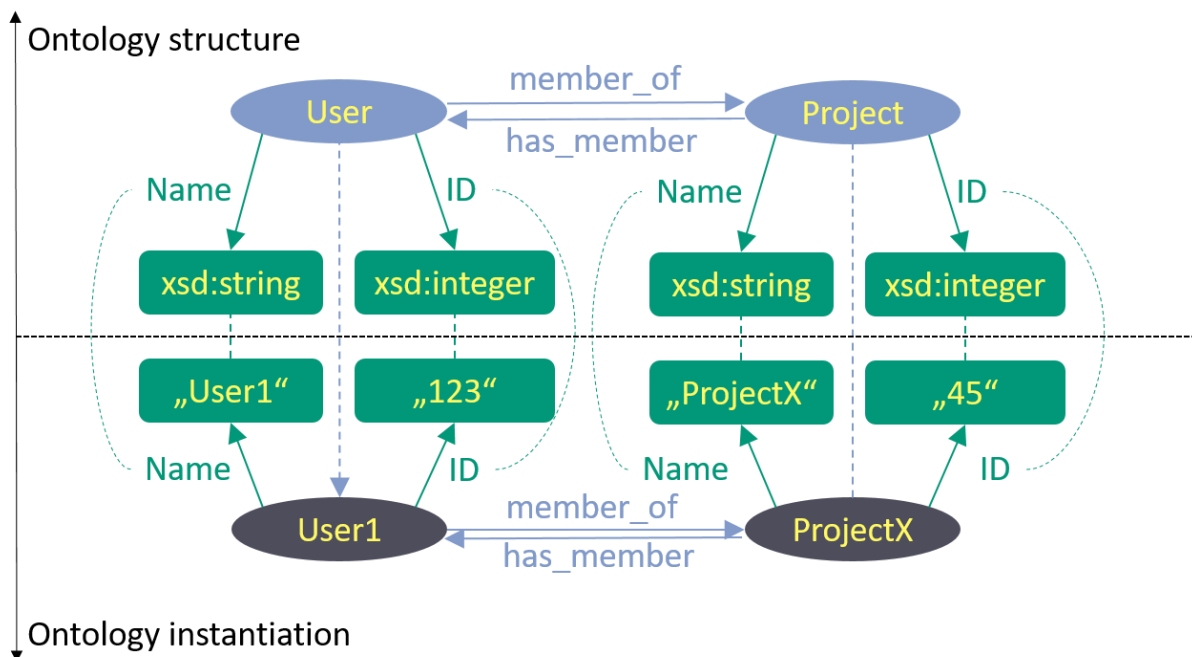 Ontology structure
member_of
User
Project
has_member
Name
ID
Name
ID
xsd:string
xsd:integer
xsd:string
xsd:integer
„User1“
„123“
„ProjectX“
„45“
Name
ID
Name
ID
member_of
User1
ProjectX
has_member
Ontology instantiation